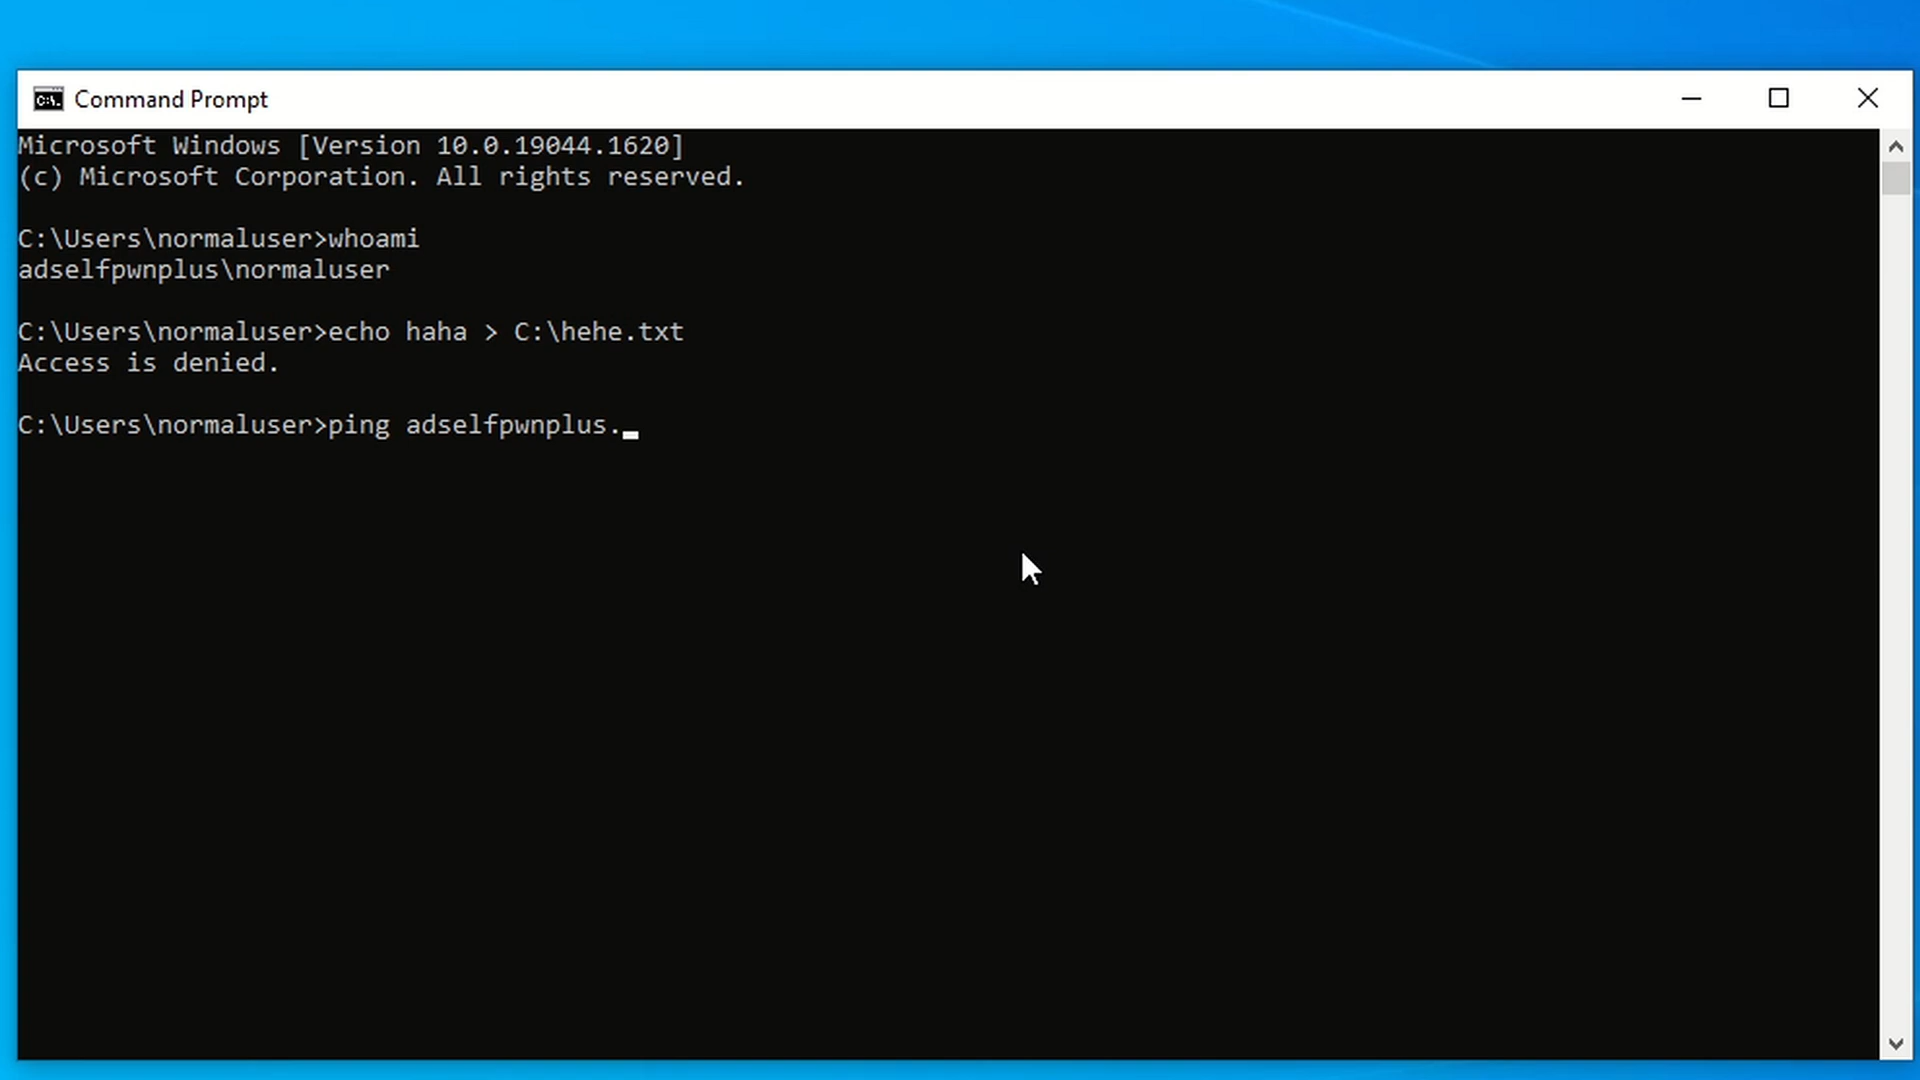 Command Prompt
Microsoft Windows [Version 10.0.19044.1620]
(c) Microsoft Corporation. All rights reserved.
C:\Users\normaluser>whoami
adselfpwnplus\normaluser
C:\Users\normaluser>echo haha > C:\hehe.txt
Access is denied.
C:\Users\normaluser>ping adselfpwnplus.